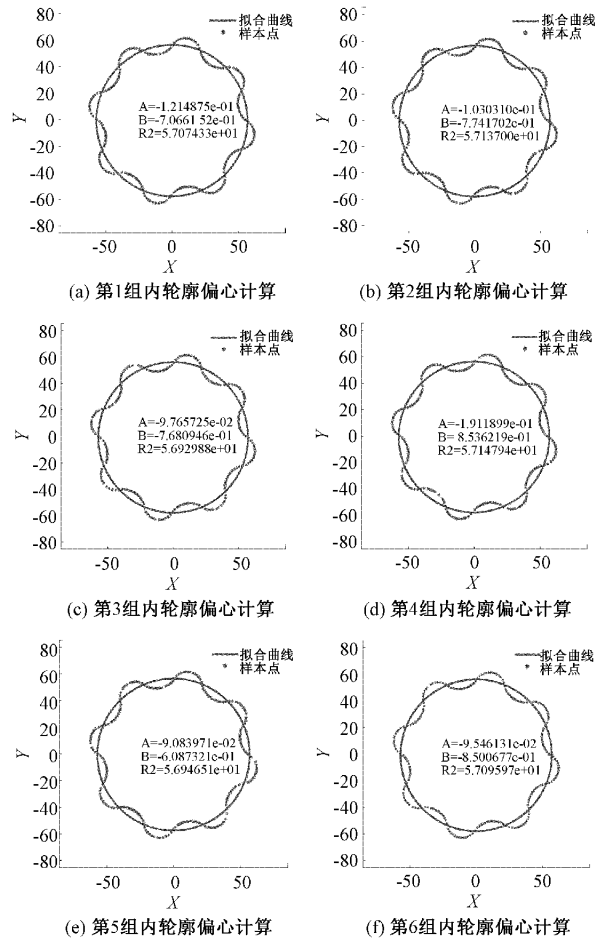 拟合曲线
样本点
80
60
40
20
0
-20
-40
-60
-80
Y
A=-1.214875e-01
B=-7.0661 52e-01
R2=5.707433e+01
-50 0 50
X
(a) 第1组内轮廓偏心计算
拟合曲线
样本点
80
60
40
20
0
-20
-40
-60
-80
Y
A=-1.030310e-01
B=-7.741702c-01
R2=5.713700e+01
-50 0 50
X
(b) 第2组内轮廓偏心计算
拟合曲线
样本点
80
60
40
20
0
-20
-40
-60
-80
Y
A=-9.765725e-02
B=-7.680946e-01
R2=5.692988e+01
-50 0 50
X
(c) 第3组内轮廓偏心计算
拟合曲线
样本点
80
60
40
20
0
-20
-40
-60
-80
Y
A=-1.911899e-01
B= 8.536219e-01
R2=5.714794e+01
-50 0 50
X
(d) 第4组内轮廓偏心计算
拟合曲线
样本点
80
60
40
20
0
-20
-40
-60
-80
Y
A=-9.083971e-02
B=-6.087321c-01
R2=5.694651e+01
-50 0 50
X
(e) 第5组内轮廓偏心计算
拟合曲线
样本点
80
60
40
20
0
-20
-40
-60
-80
Y
A=-9.546131c-02
B=-8.500677c-01
R2=5.709597e+01
-50 0 50
X
(f) 第6组内轮廓偏心计算